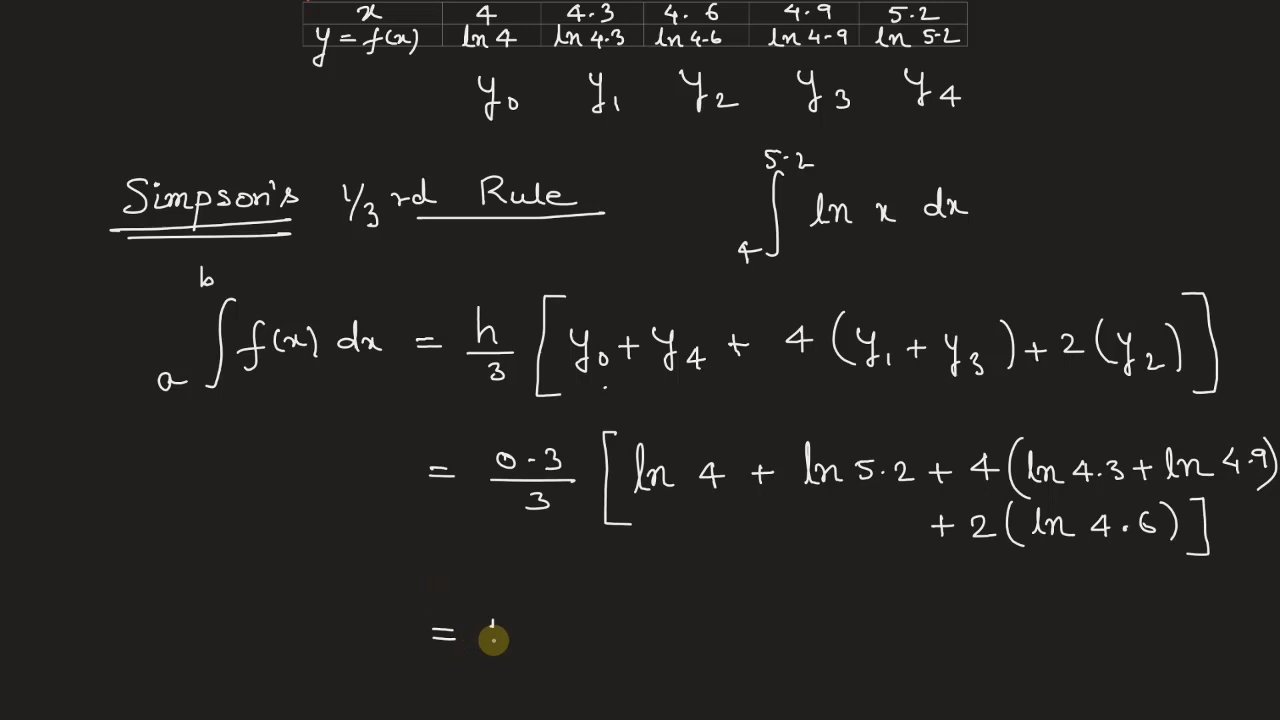 x 4 4.3 4.6 4.9 5.2
y = f(x) ln 4 ln 4.3 ln 4.6 ln 4.9 ln 5.2
y₀ y₁ y₂ y₃ y₄
Simpson's 1/3 rd Rule ∫₄^5.2 ln x dx
∫ₐ^b f(x) dx = h/3 [y₀ + y₄ + 4 (y₁ + y₃) + 2 (y₂)]
= 0.3/3 [ln 4 + ln 5.2 + 4 (ln 4.3 + ln 4.9)
+ 2 (ln 4.6)]
=